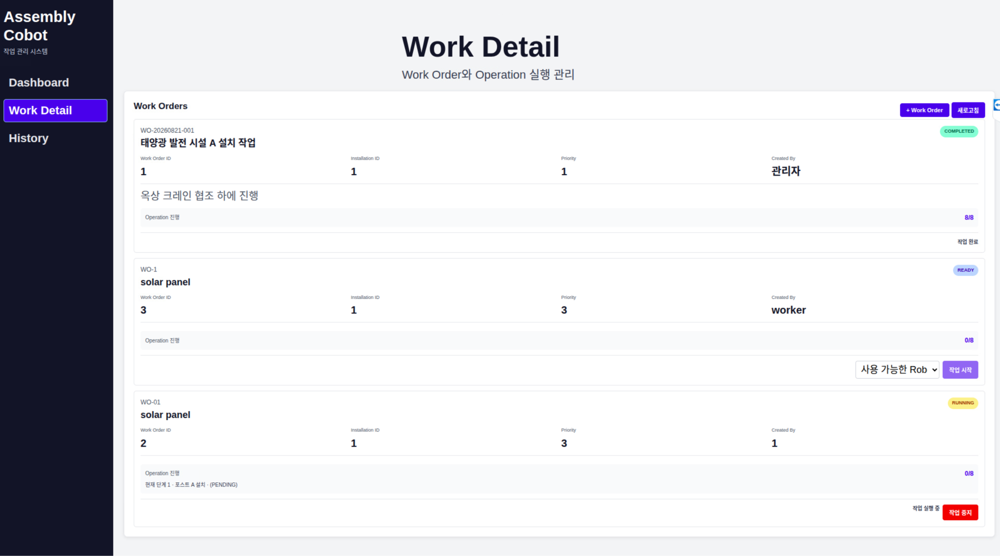 Assembly
Cobot
작업 관리 시스템
Dashboard
Work Detail
History
Work Detail
Work Order와 Operation 실행 관리
Work Orders
+ Work Order
새로고침
WO-20260821-001
COMPLETED
태양광 발전 시설 A 설치 작업
Work Order ID
Installation ID
Priority
Created By
1
1
1
관리자
옥상 크레인 협조 하에 진행
Operation 진행
8/8
작업 완료
WO-1
READY
solar panel
Work Order ID
Installation ID
Priority
Created By
3
1
3
worker
Operation 진행
0/8
사용 가능한 Rob
작업 시작
WO-01
RUNNING
solar panel
Work Order ID
Installation ID
Priority
Created By
2
1
3
1
Operation 진행
0/8
현재 단계 1 · 포스트 A 설치 · (PENDING)
작업 실행 중
작업 중지